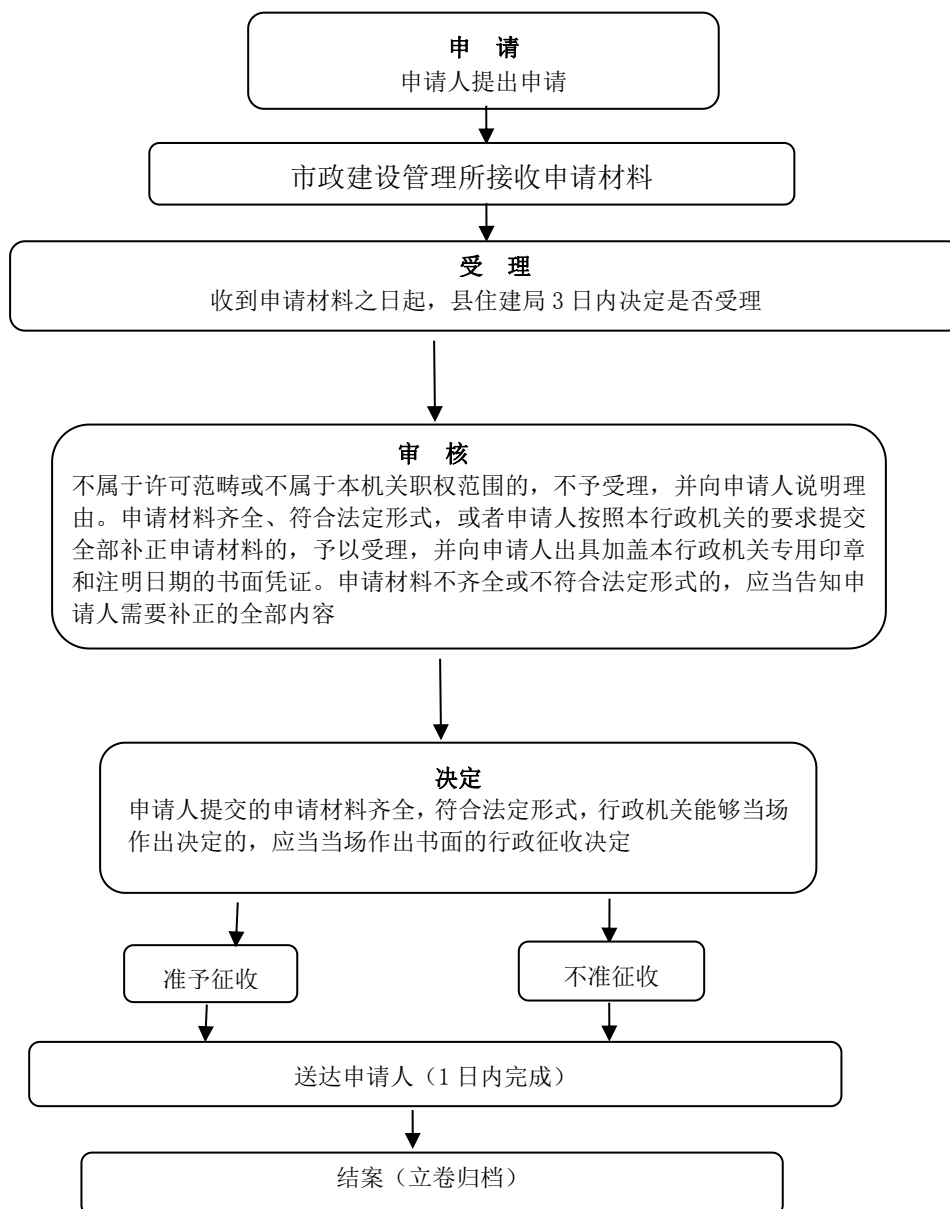 申 请
申请人提出申请
市政建设管理所接收申请材料
受 理
收到申请材料之日起，县住建局 3 日内决定是否受理
审 核
不属于许可范畴或不属于本机关职权范围的，不予受理，并向申请人说明理
由。申请材料齐全、符合法定形式，或者申请人按照本行政机关的要求提交
全部补正申请材料的，予以受理，并向申请人出具加盖本行政机关专用印章
和注明日期的书面凭证。申请材料不齐全或不符合法定形式的，应当告知申
请人需要补正的全部内容
决定
申请人提交的申请材料齐全，符合法定形式，行政机关能够当场
作出决定的，应当当场作出书面的行政征收决定
准予征收
不准征收
送达申请人（1 日内完成）
结案（立卷归档）